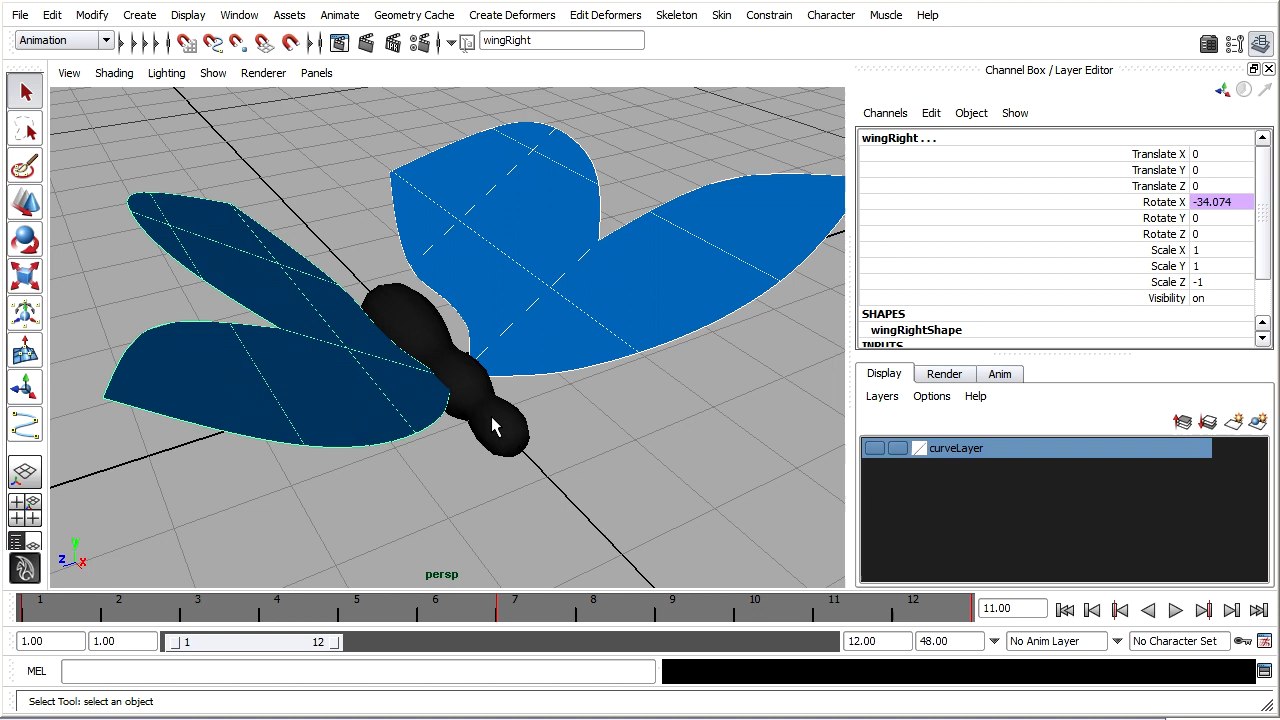 File Edit Modify Create Display Window Assets Animate Geometry Cache Create Deformers Edit Deformers Skeleton Skin Constrain Character Muscle Help
Animation wingRight
View Shading Lighting Show Renderer Panels
Channel Box / Layer Editor
Channels Edit Object Show
wingRight . . .
Translate X 0
Translate Y 0
Translate Z 0
Rotate X -34.074
Rotate Y 0
Rotate Z 0
Scale X 1
Scale Y 1
Scale Z -1
Visibility on
SHAPES
wingRightShape
INPUTS
Display Render Anim
Layers Options Help
curveLayer
y
z x
persp
1 2 3 4 5 6 7 8 9 10 11 12
11.00
1.00 1.00 1 12 12.00 48.00 No Anim Layer No Character Set
MEL
Select Tool: select an object